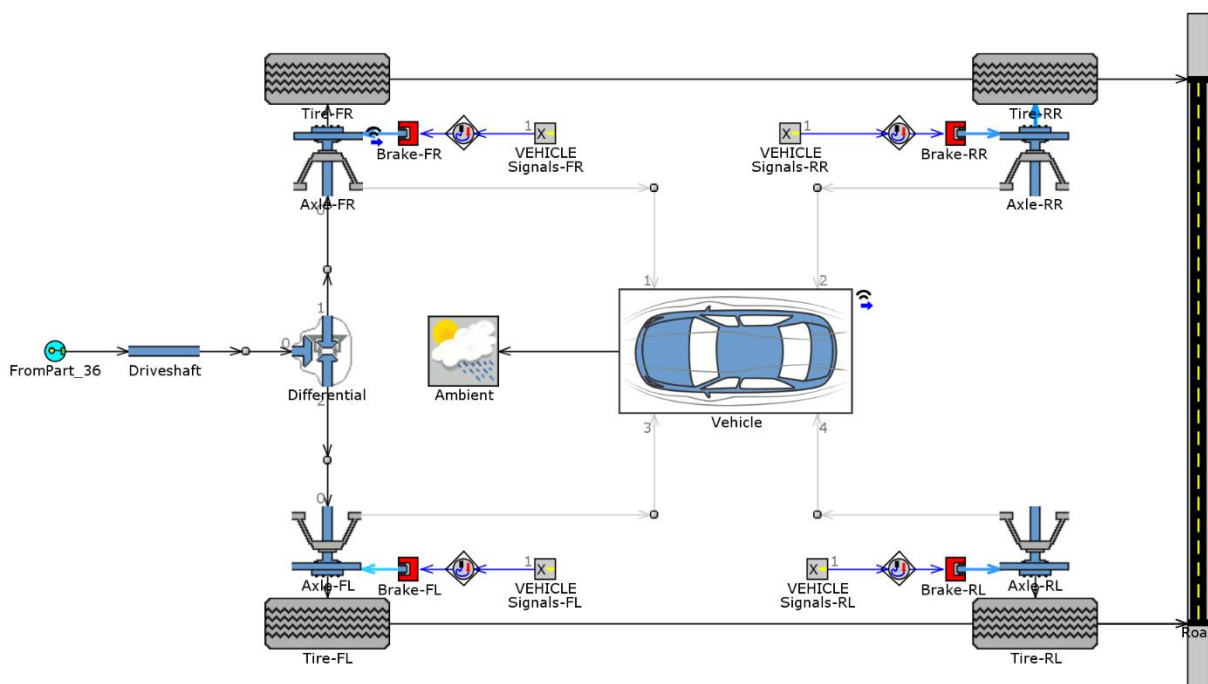 Tire-FR
Tire-RR
1
Brake-FR
VEHICLE
Signals-FR
1
VEHICLE
Signals-RR
Brake-RR
Axle-FR
0
Axle-RR
1
2
1
0
FromPart_36
Driveshaft
Differential
2
Ambient
Vehicle
3
4
0
Axle-FL
Brake-FL
1
VEHICLE
Signals-FL
1
VEHICLE
Signals-RL
Brake-RL
Axle-RL
Tire-FL
Tire-RL
Roa
X
X
X
X